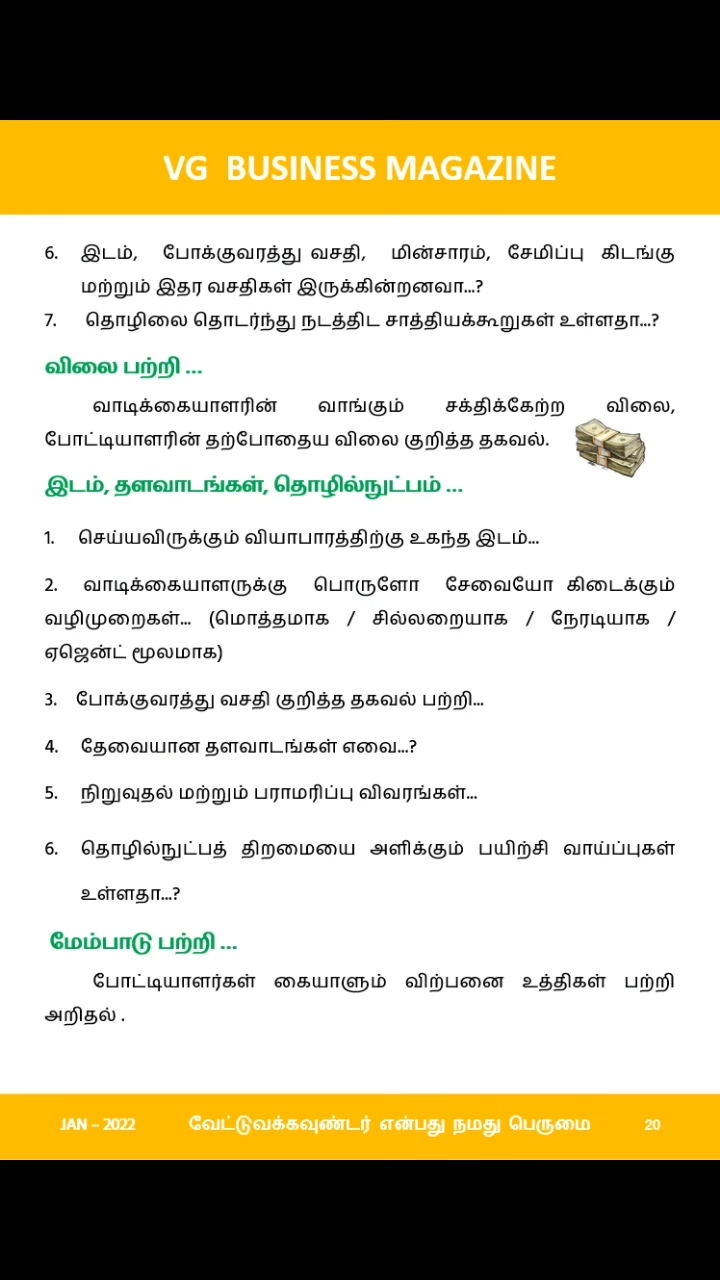 VG BUSINESS MAGAZINE
6. இடம், போக்குவரத்து வசதி, மின்சாரம், சேமிப்பு கிடங்கு
மற்றும் இதர வசதிகள் இருக்கின்றனவா...?
7. தொழிலை தொடர்ந்து நடத்திட சாத்தியக்கூறுகள் உள்ளதா...?
விலை பற்றி ...
வாடிக்கையாளரின் வாங்கும் சக்திக்கேற்ற விலை,
போட்டியாளரின் தற்போதைய விலை குறித்த தகவல்.
இடம், தளவாடங்கள், தொழில்நுட்பம் ...
1. செய்யவிருக்கும் வியாபாரத்திற்கு உகந்த இடம்...
2. வாடிக்கையாளருக்கு பொருளோ சேவையோ கிடைக்கும்
வழிமுறைகள்... (மொத்தமாக / சில்லறையாக / நேரடியாக /
ஏஜென்ட் மூலமாக)
3. போக்குவரத்து வசதி குறித்த தகவல் பற்றி...
4. தேவையான தளவாடங்கள் எவை...?
5. நிறுவுதல் மற்றும் பராமரிப்பு விவரங்கள்...
6. தொழில்நுட்பத் திறமையை அளிக்கும் பயிற்சி வாய்ப்புகள்
உள்ளதா...?
மேம்பாடு பற்றி ...
போட்டியாளர்கள் கையாளும் விற்பனை உத்திகள் பற்றி
அறிதல் .
JAN – 2022 வேட்டுவக்கவுண்டர் என்பது நமது பெருமை 20